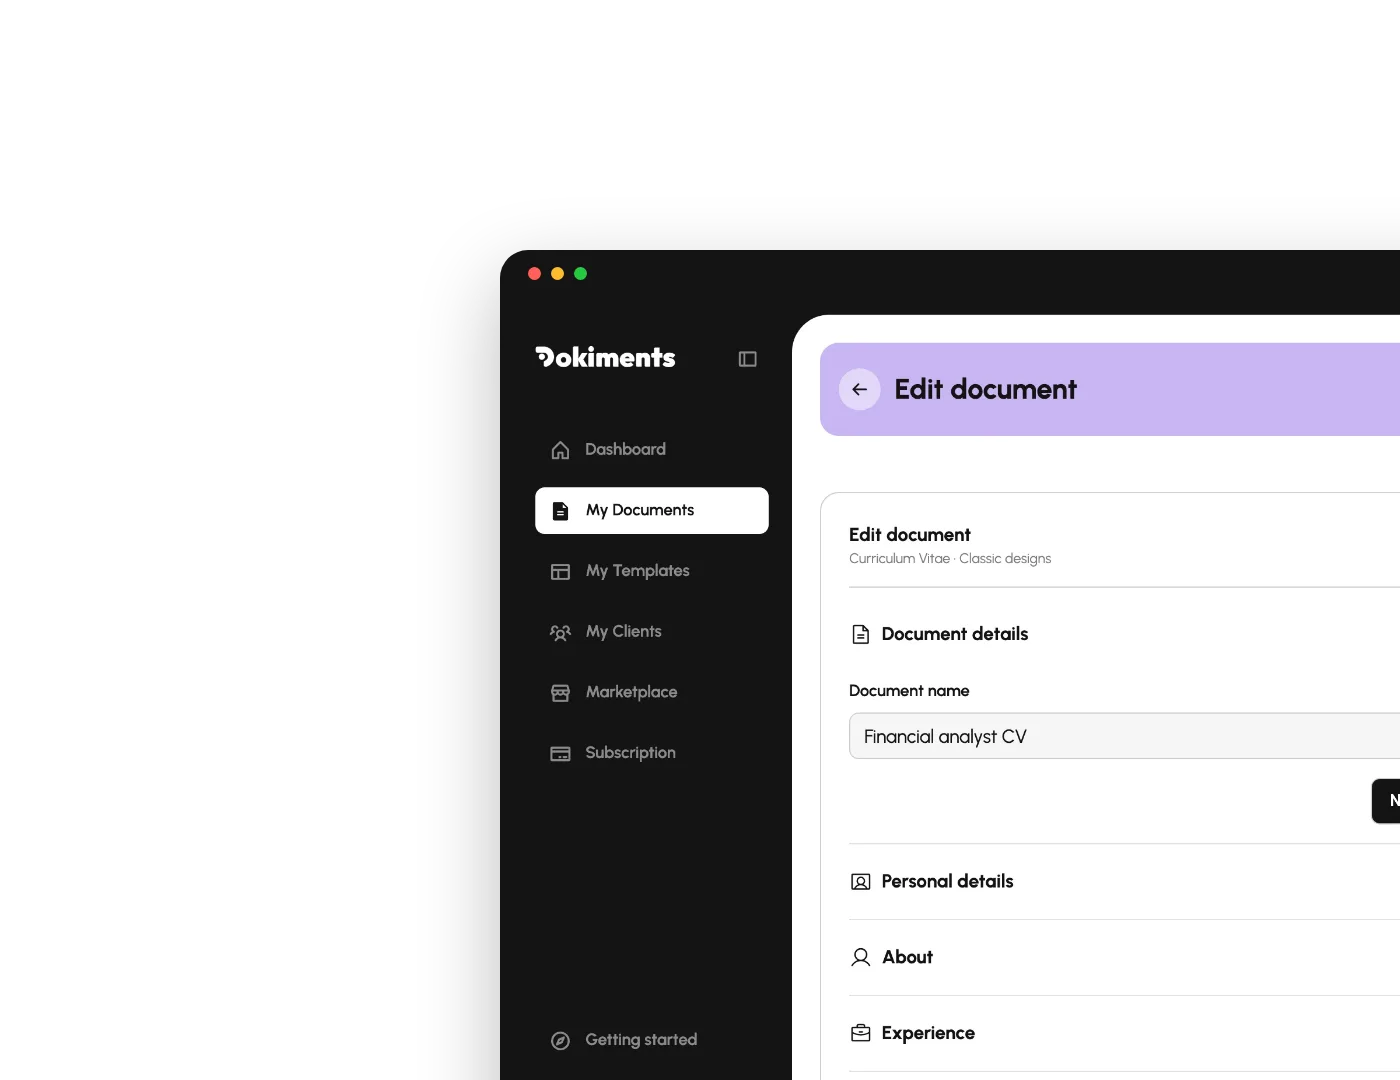 Dokiments
Dashboard
My Documents
My Templates
My Clients
Marketplace
Subscription
Getting started
Edit document
Edit document
Curriculum Vitae · Classic designs
Document details
Document name
Financial analyst CV
Personal details
About
Experience